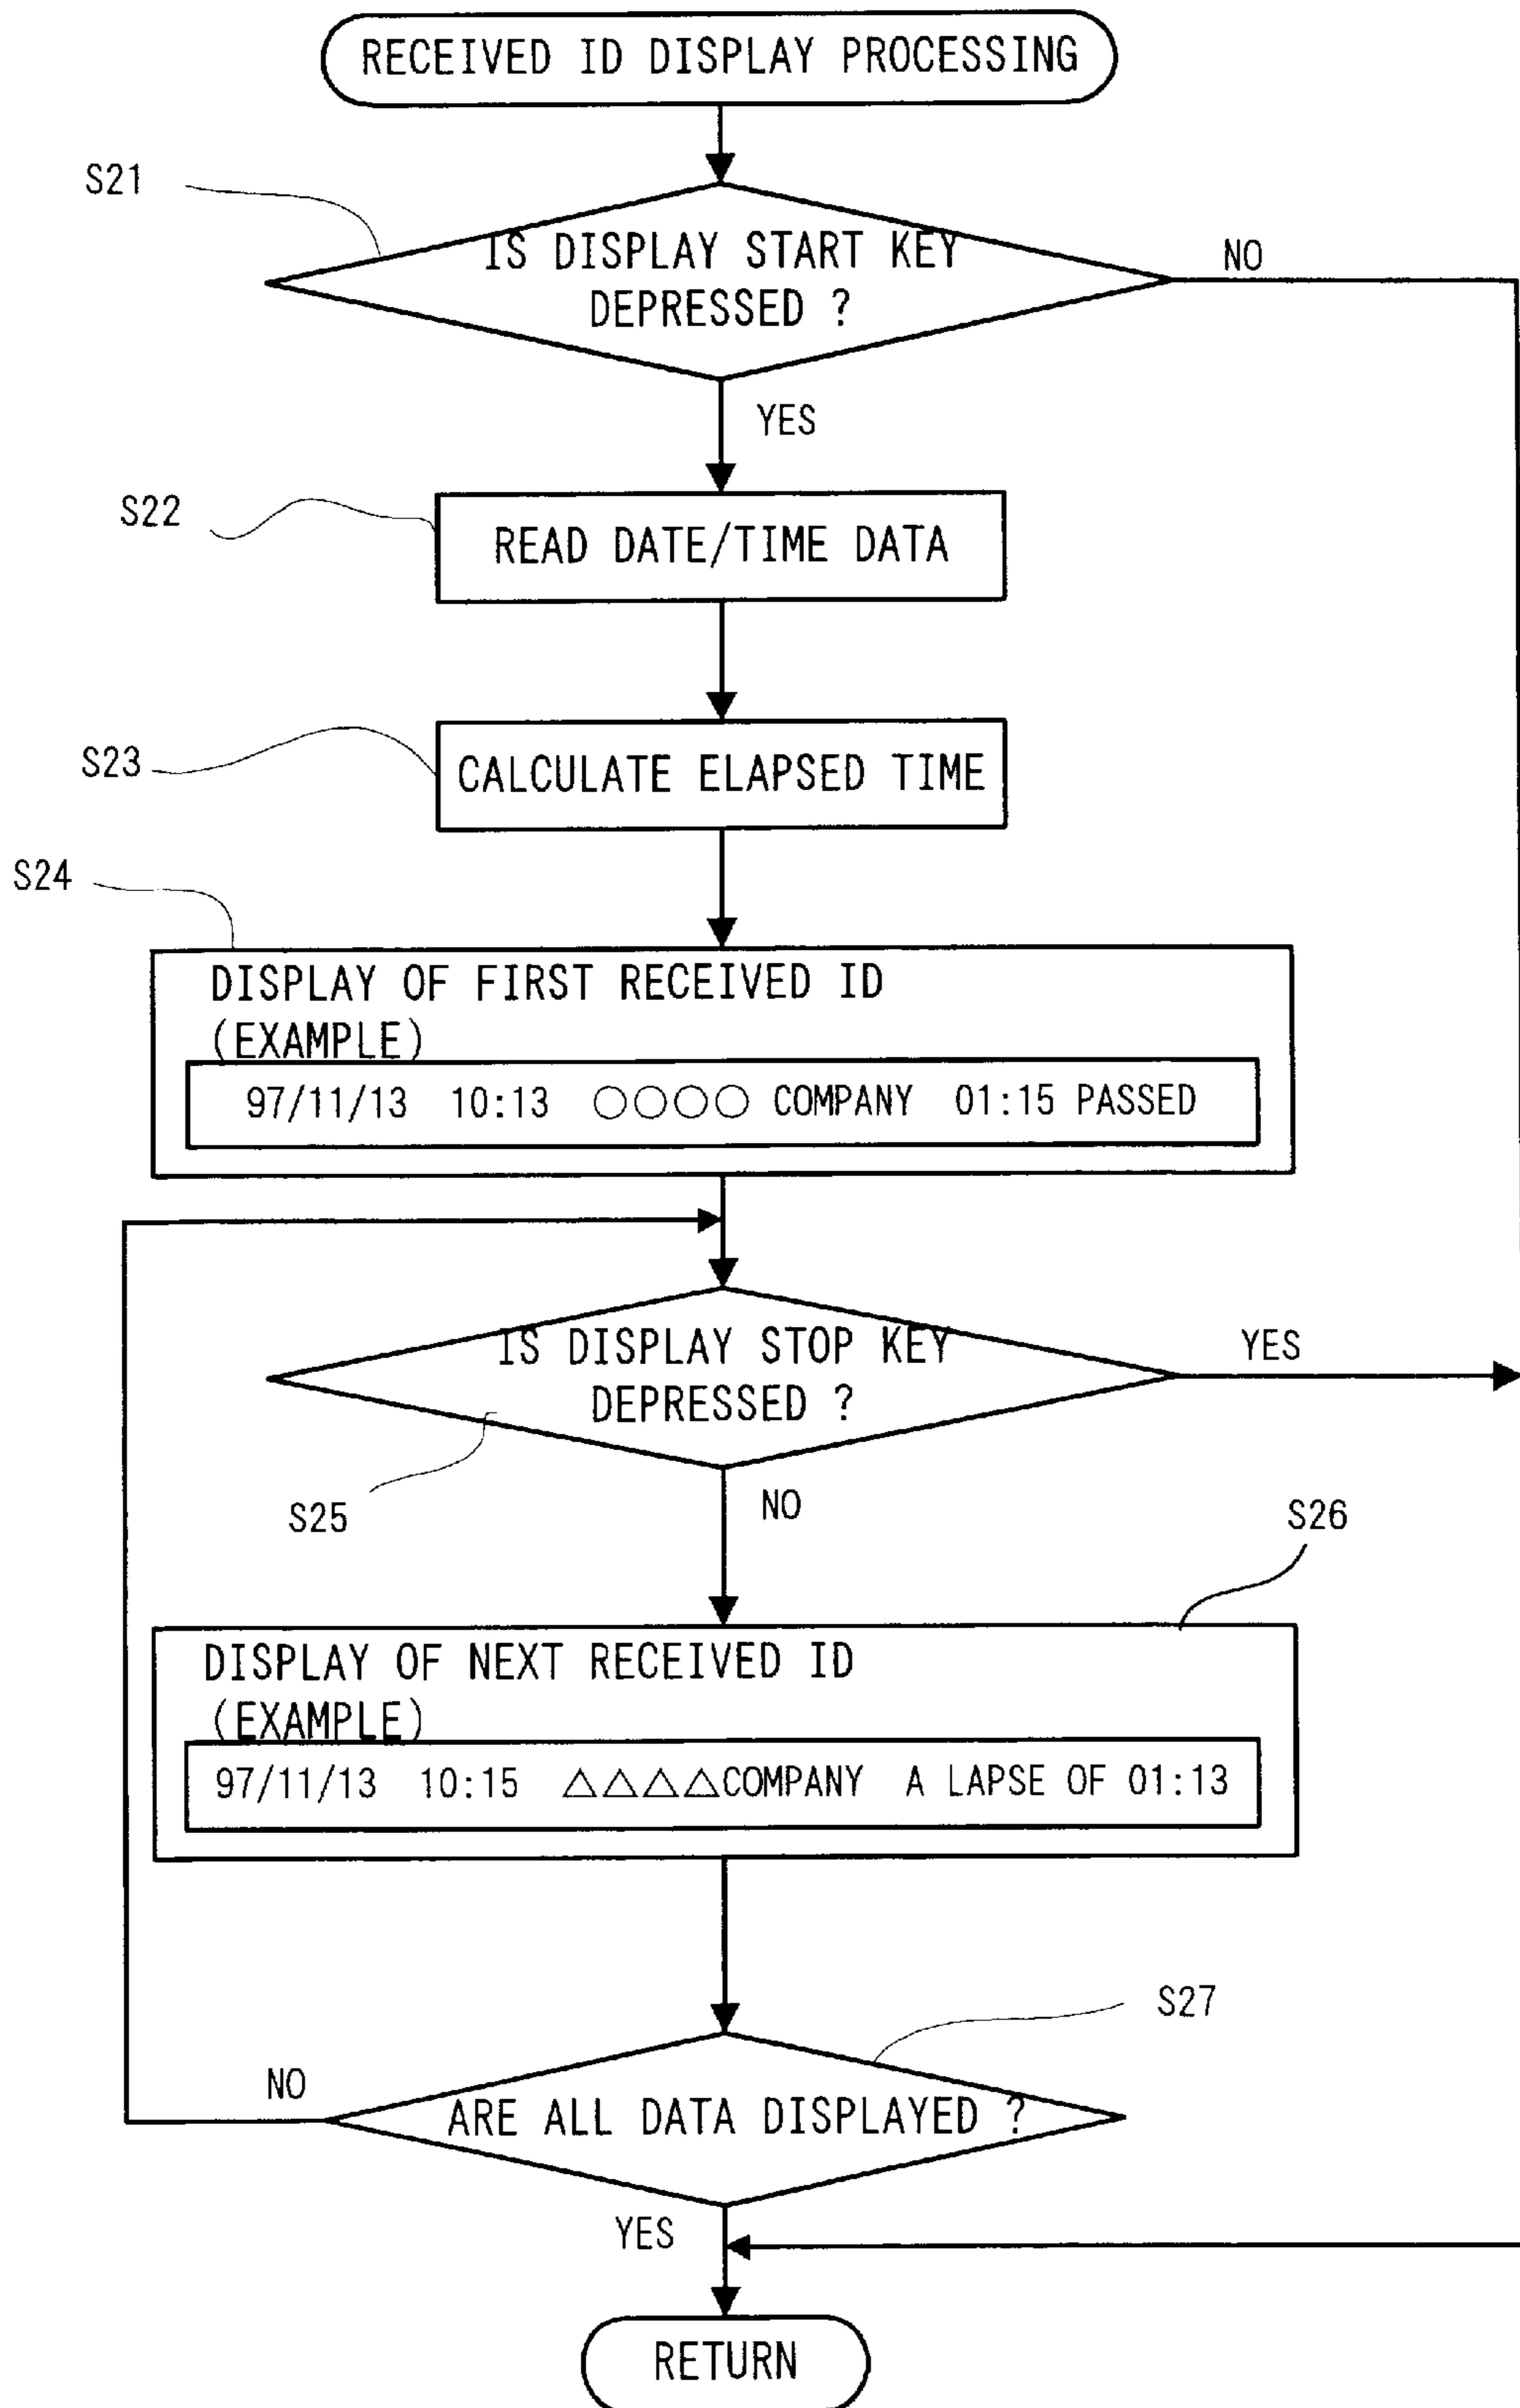 RECEIVED ID DISPLAY PROCESSING
S21
IS DISPLAY START KEY
DEPRESSED ?
NO
YES
S22
READ DATE/TIME DATA
S23
CALCULATE ELAPSED TIME
S24
DISPLAY OF FIRST RECEIVED ID
(EXAMPLE)
97/11/13 10:13 ○○○○ COMPANY 01:15 PASSED
IS DISPLAY STOP KEY
DEPRESSED ?
YES
S25
NO
S26
DISPLAY OF NEXT RECEIVED ID
(EXAMPLE)
97/11/13 10:15 △△△△COMPANY A LAPSE OF 01:13
S27
NO
ARE ALL DATA DISPLAYED ?
YES
RETURN